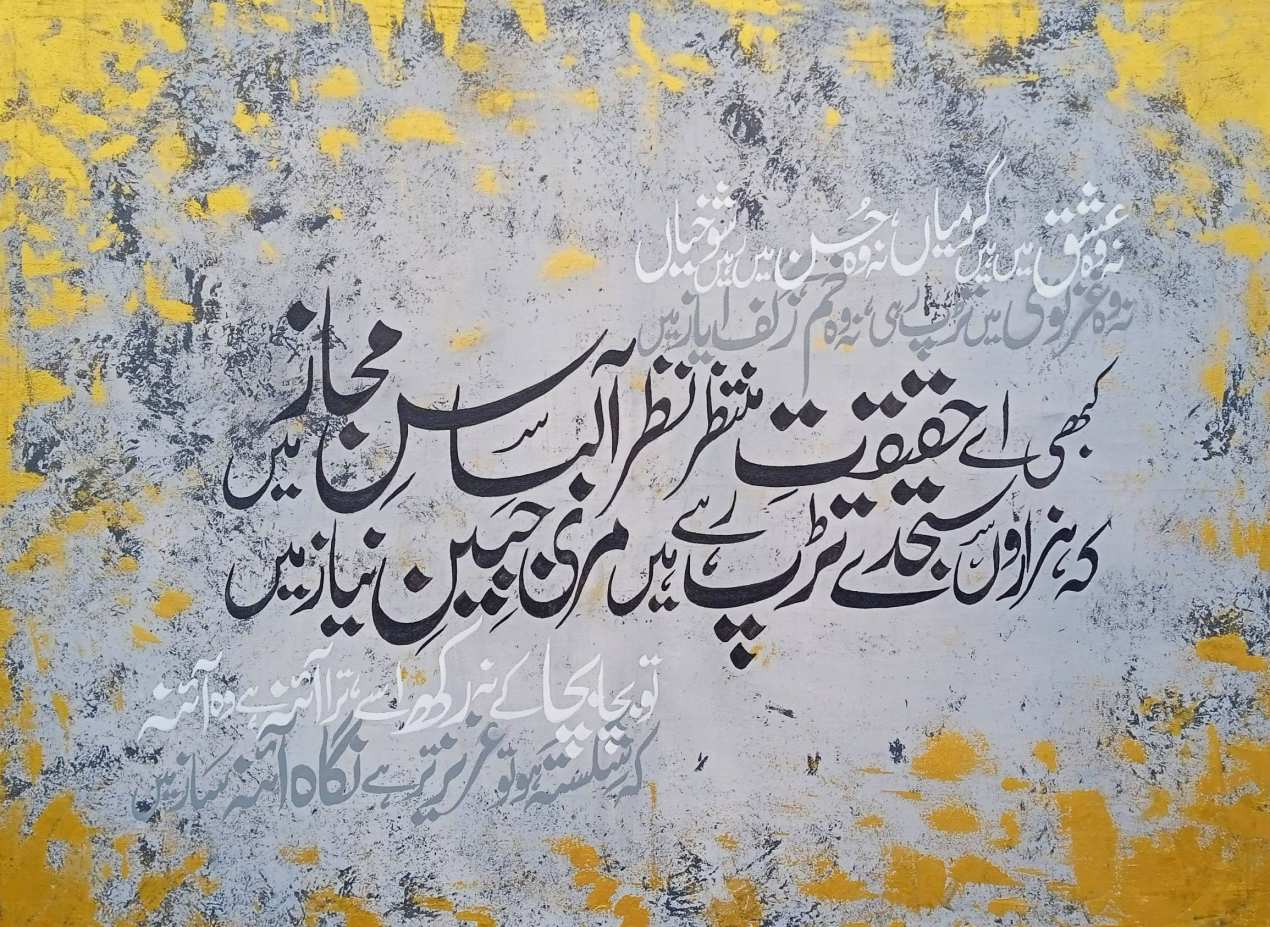 نہ وہ عشق میں رہیں گرمیاں نہ وہ حُسن میں رہیں شوخیاں
نہ وہ غزنوی میں تڑپ رہی، نہ وہ خم زلف ایاز میں
کبھی اے حقیقتِ منتظر نظر آ لباسِ مجاز میں
کہ ہزاروں سجدے تڑپ رہے ہیں مری جبینِ نیاز میں
تو بچا بچا کے نہ رکھ اسے ترا آئنہ ہے وہ آئنہ
کہ شکستہ ہو تو عزیز تر ہے نگاہ آئنہ ساز میں